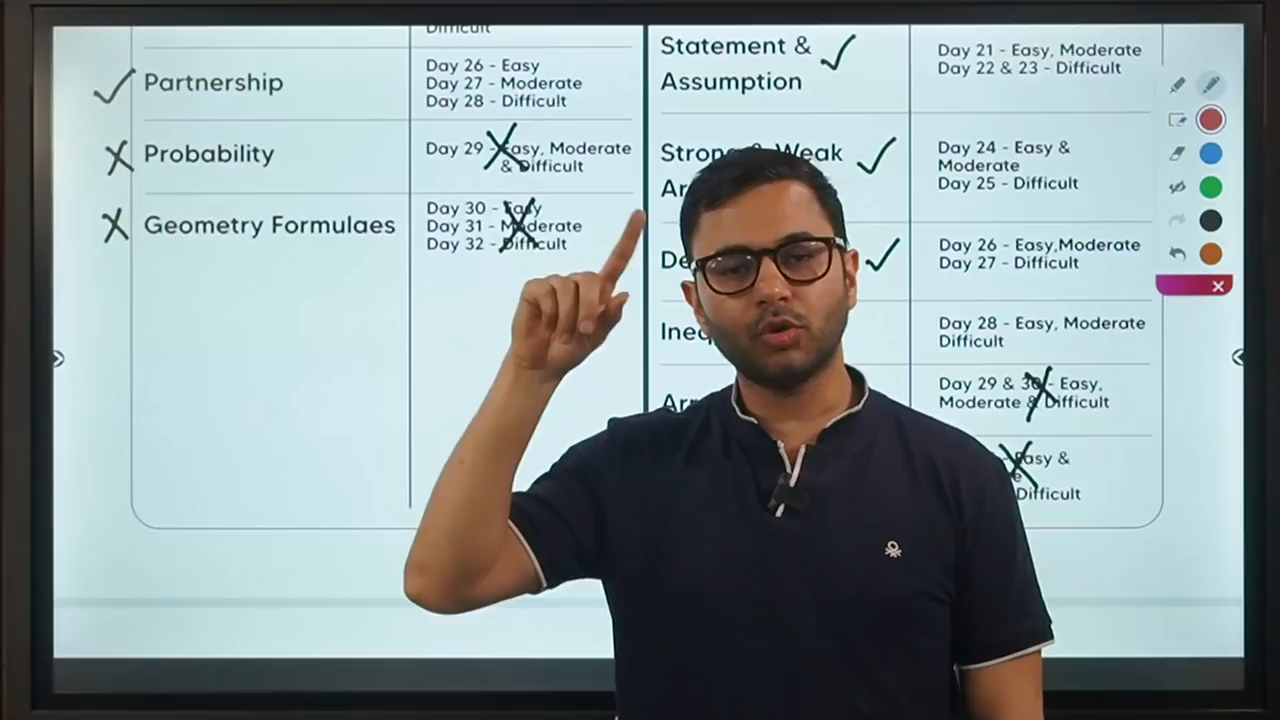 Difficult
Partnership
Day 26 - Easy
Day 27 - Moderate
Day 28 - Difficult
Probability
Day 29 - Easy, Moderate
& Difficult
Geometry Formulaes
Day 30 - Easy
Day 31 - Moderate
Day 32 - Difficult
Statement &
Assumption
Day 21 - Easy, Moderate
Day 22 & 23 - Difficult
Strong & Weak
Day 24 - Easy &
Moderate
Day 25 - Difficult
Day 26 - Easy,Moderate
Day 27 - Difficult
Day 28 - Easy, Moderate
Difficult
Day 29 & 30 - Easy,
Moderate & Difficult
- Easy &
Difficult